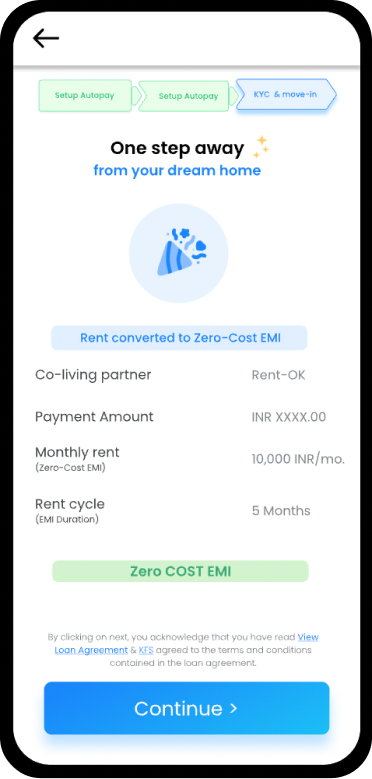 Setup Autopay
Setup Autopay
KYC & move-in
One step away
from your dream home
Rent converted to Zero-Cost EMI
Co-living partner Rent-OK
Payment Amount INR XXXX.00
Monthly rent
(Zero-Cost EMI)
10,000 INR/mo.
Rent cycle
(EMI Duration)
5 Months
Zero COST EMI
By clicking on next, you acknowledge that you have read View
Loan Agreement & KFS agreed to the terms and conditions
contained in the loan agreement.
Continue >